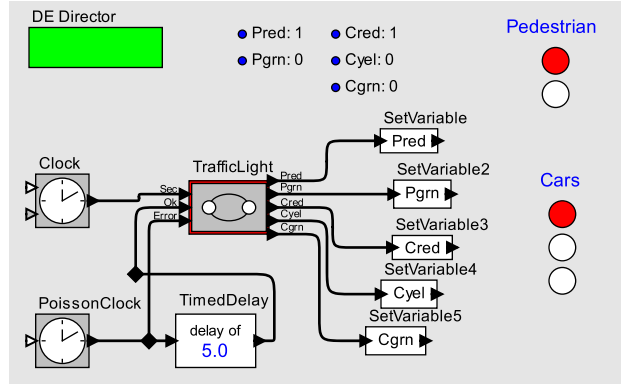 DE Director
Pred: 1
Cred: 1
Pgrn: 0
Cyel: 0
Cgrn: 0
Pedestrian
Clock
TrafficLight
Sec
Ok
Error
Pred
Pgrn
Cred
Cyel
Cgrn
SetVariable
Pred
SetVariable2
Pgrn
SetVariable3
Cred
SetVariable4
Cyel
SetVariable5
Cgrn
Cars
PoissonClock
TimedDelay
delay of
5.0